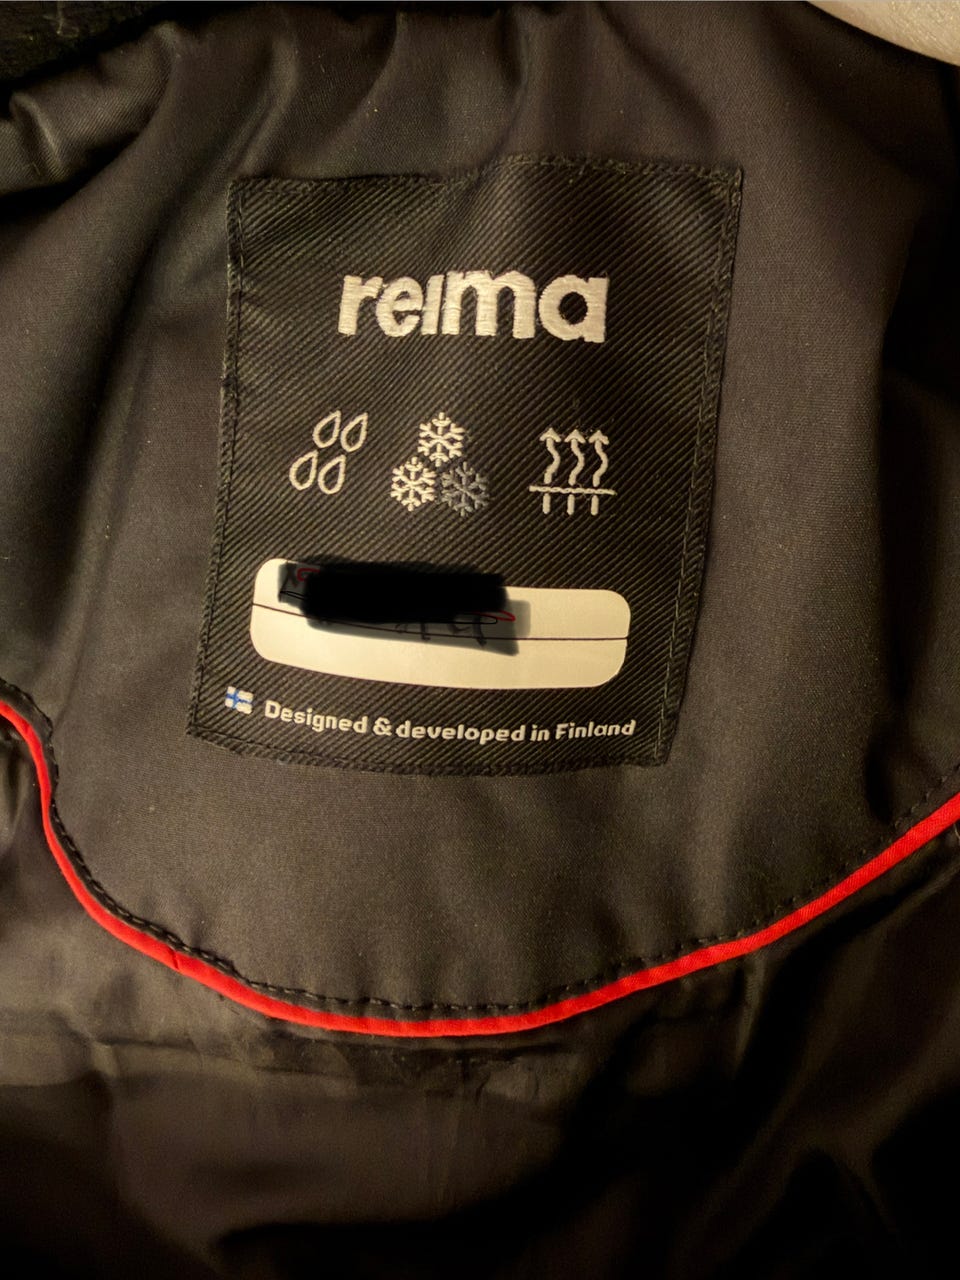 reima
Designed & developed in Finland